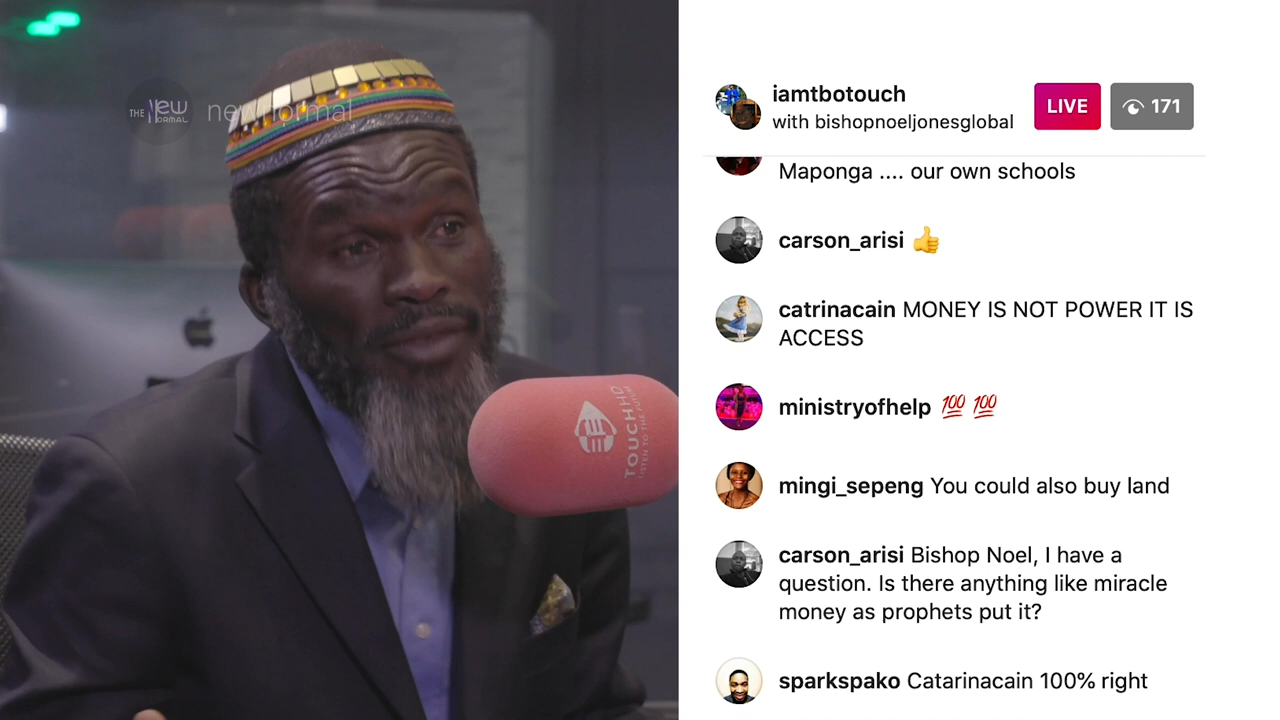 THE NEW NORMAL
new normal
TOUCHHD
LISTEN TO THE FUTURE
iamtbotouch
with bishopnoeljonesglobal
LIVE
171
Maponga .... our own schools
carson_arisi 👍
catrinacain MONEY IS NOT POWER IT IS
ACCESS
ministryofhelp 💯 💯
mingi_sepeng You could also buy land
carson_arisi Bishop Noel, I have a
question. Is there anything like miracle
money as prophets put it?
sparkspako Catarinacain 100% right